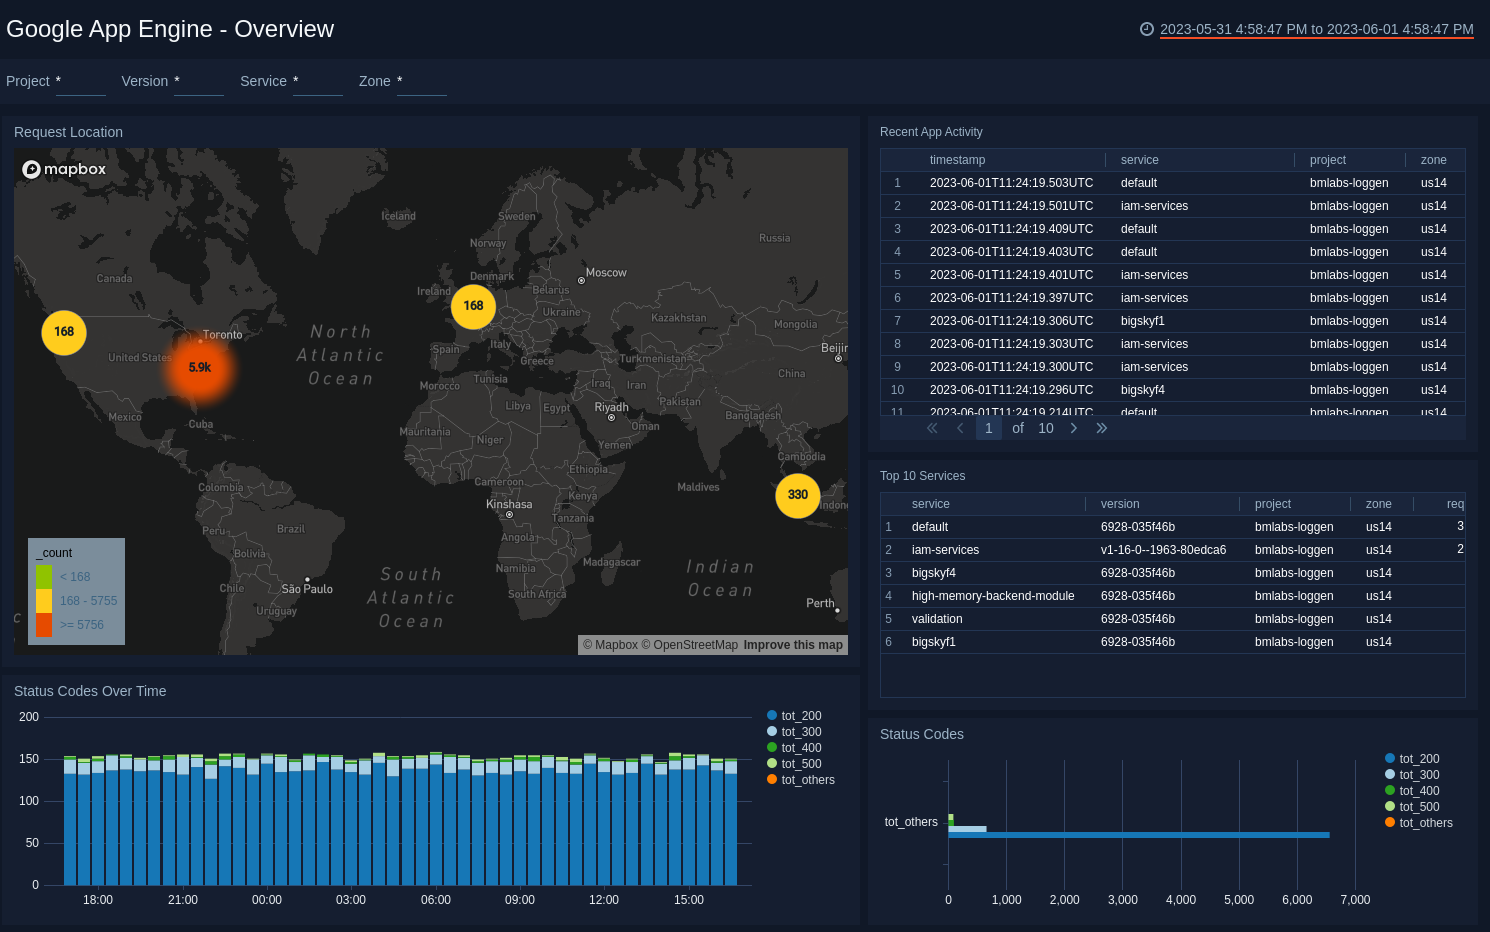 Google App Engine - Overview
2023-05-31 4:58:47 PM to 2023-06-01 4:58:47 PM
Project * Version * Service * Zone *
Request Location
mapbox
Iceland
Sweden
Norway
Russia
Canada
Denmark
Moscow
Ireland
Belarus
168
168
Ukraine
Kazakhstan
Mongolia
Toronto
North
Atlantic
Ocean
United States
5.9k
Spain
Italy
Greece
Turkmenistan
Beijin
China
Morocco
Tunisia
Iraq
Iran
Pakistan
Mexico
Cuba
Libya
Egypt
Riyadh
Oman
Bangladesh
Mauritania
Niger
Yemen
Cambodia
Colombia
Cameroon
Ethiopia
Maldives
330
Kinshasa
Kenya
Indone
Peru
Brazil
Tanzania
Angola
Bolivia
Namibia
Madagascar
Indian
Ocean
Chile
São Paulo
South
Atlantic
Ocean
South Africa
Uruguay
Perth
_count
< 168
168 - 5755
>= 5756
© Mapbox © OpenStreetMap Improve this map
Recent App Activity
timestamp service project zone
1 2023-06-01T11:24:19.503UTC default bmlabs-loggen us14
2 2023-06-01T11:24:19.501UTC iam-services bmlabs-loggen us14
3 2023-06-01T11:24:19.409UTC default bmlabs-loggen us14
4 2023-06-01T11:24:19.403UTC default bmlabs-loggen us14
5 2023-06-01T11:24:19.401UTC iam-services bmlabs-loggen us14
6 2023-06-01T11:24:19.397UTC iam-services bmlabs-loggen us14
7 2023-06-01T11:24:19.306UTC bigskyf1 bmlabs-loggen us14
8 2023-06-01T11:24:19.303UTC iam-services bmlabs-loggen us14
9 2023-06-01T11:24:19.300UTC iam-services bmlabs-loggen us14
10 2023-06-01T11:24:19.296UTC bigskyf4 bmlabs-loggen us14
11 2023-06-01T11:24:19.214UTC default bmlabs-loggen us14
1 of 10
Top 10 Services
service version project zone req
1 default 6928-035f46b bmlabs-loggen us14 3
2 iam-services v1-16-0--1963-80edca6 bmlabs-loggen us14 2
3 bigskyf4 6928-035f46b bmlabs-loggen us14
4 high-memory-backend-module 6928-035f46b bmlabs-loggen us14
5 validation 6928-035f46b bmlabs-loggen us14
6 bigskyf1 6928-035f46b bmlabs-loggen us14
Status Codes Over Time
200
150
100
50
0
18:00 21:00 00:00 03:00 06:00 09:00 12:00 15:00
tot_200
tot_300
tot_400
tot_500
tot_others
Status Codes
tot_others
0 1,000 2,000 3,000 4,000 5,000 6,000 7,000
tot_200
tot_300
tot_400
tot_500
tot_others